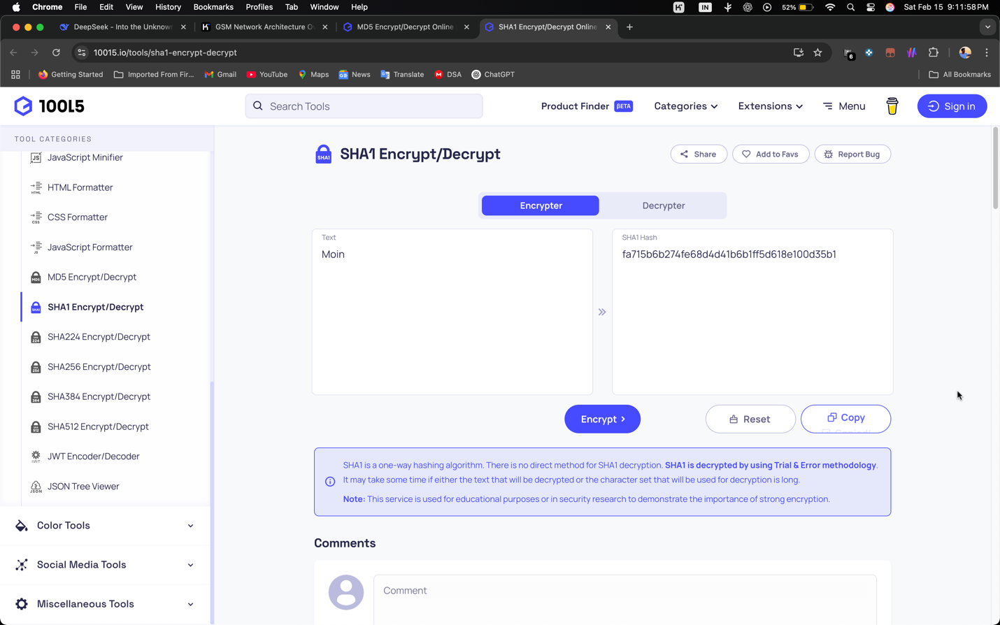 Chrome File Edit View History Bookmarks Profiles Tab Window Help IN 52% Sat Feb 15 9:11:58 PM
DeepSeek - Into the Unknow GSM Network Architecture O MD5 Encrypt/Decrypt Online SHA1 Encrypt/Decrypt Online
10015.io/tools/sha1-encrypt-decrypt 6
Getting Started Imported From Fir... Gmail YouTube Maps News Translate DSA ChatGPT All Bookmarks
10015 Search Tools Product Finder βETA Categories Extensions Menu Sign in
TOOL CATEGORIES
JavaScript Minifier
HTML Formatter
CSS Formatter
JavaScript Formatter
MD5 Encrypt/Decrypt
SHA1 Encrypt/Decrypt
SHA224 Encrypt/Decrypt
SHA256 Encrypt/Decrypt
SHA384 Encrypt/Decrypt
SHA512 Encrypt/Decrypt
JWT Encoder/Decoder
JSON Tree Viewer
Color Tools
Social Media Tools
Miscellaneous Tools
SHA1 SHA1 Encrypt/Decrypt Share Add to Favs Report Bug
Encrypter Decrypter
Text
Moin
SHA1 Hash
fa715b6b274fe68d4d41b6b1ff5d618e100d35b1
Encrypt Reset Copy
SHA1 is a one-way hashing algorithm. There is no direct method for SHA1 decryption. SHA1 is decrypted by using Trial & Error methodology.
It may take some time if either the text that will be decrypted or the character set that will be used for decryption is long.
Note: This service is used for educational purposes or in security research to demonstrate the importance of strong encryption.
Comments
Comment